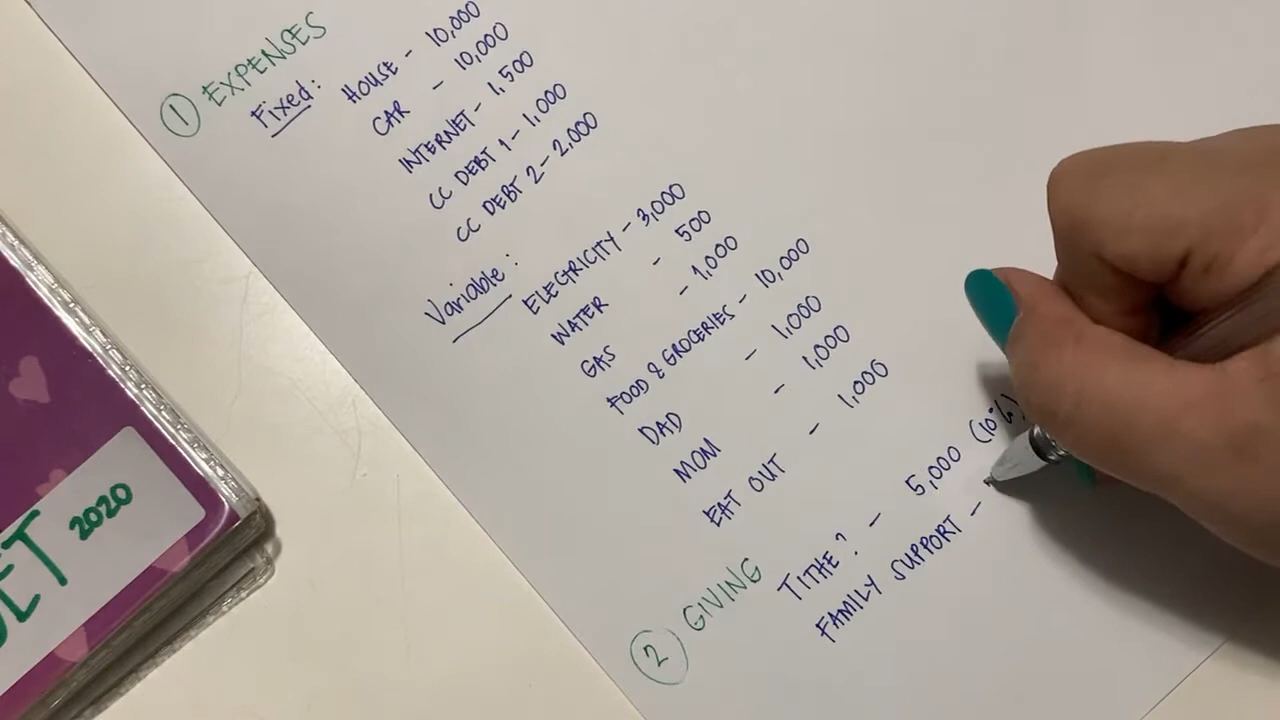 ① EXPENSES
Fixed: HOUSE - 10,000
CAR - 10,000
INTERNET - 1,500
CC DEBT 1 - 1,000
CC DEBT 2 - 2,000
Variable: ELECTRICITY - 3,000
WATER - 500
GAS - 1,000
FOOD & GROCERIES - 10,000
DAD - 1,000
MOM - 1,000
EAT OUT - 1,000
② GIVING
TITHE? - 5,000 (10%)
FAMILY SUPPORT -
2020